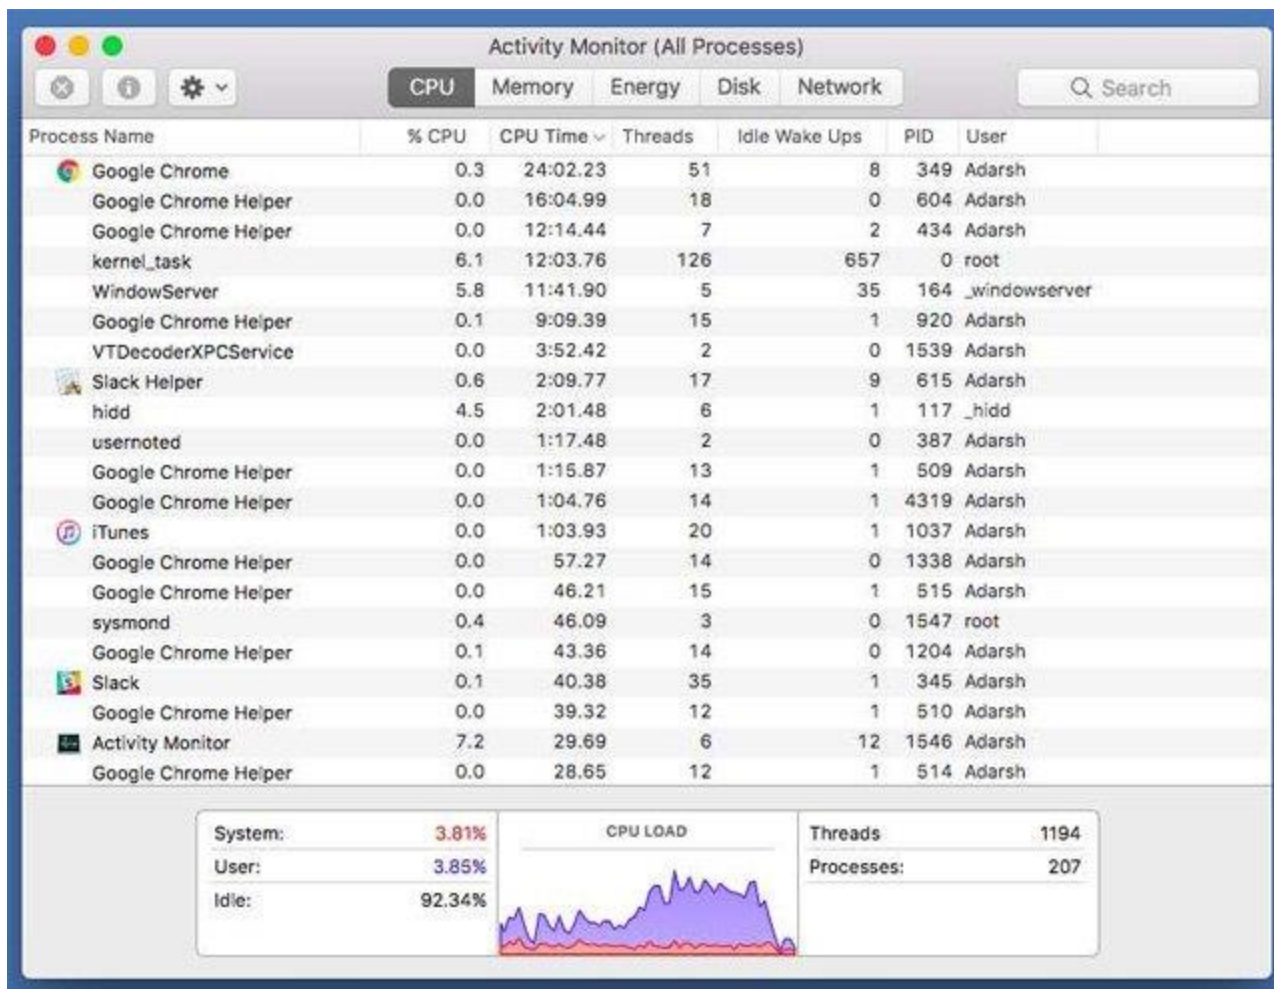 Activity Monitor (All Processes)
CPU Memory Energy Disk Network Search
Process Name % CPU CPU Time Threads Idle Wake Ups PID User
Google Chrome 0.3 24:02.23 51 8 349 Adarsh
Google Chrome Helper 0.0 16:04.99 18 0 604 Adarsh
Google Chrome Helper 0.0 12:14.44 7 2 434 Adarsh
kernel_task 6.1 12:03.76 126 657 0 root
WindowServer 5.8 11:41.90 5 35 164 _windowserver
Google Chrome Helper 0.1 9:09.39 15 1 920 Adarsh
VTDecoderXPCService 0.0 3:52.42 2 0 1539 Adarsh
Slack Helper 0.6 2:09.77 17 9 615 Adarsh
hidd 4.5 2:01.48 6 1 117 _hidd
usernoted 0.0 1:17.48 2 0 387 Adarsh
Google Chrome Helper 0.0 1:15.87 13 1 509 Adarsh
Google Chrome Helper 0.0 1:04.76 14 1 4319 Adarsh
iTunes 0.0 1:03.93 20 1 1037 Adarsh
Google Chrome Helper 0.0 57.27 14 0 1338 Adarsh
Google Chrome Helper 0.0 46.21 15 1 515 Adarsh
sysmond 0.4 46.09 3 0 1547 root
Google Chrome Helper 0.1 43.36 14 0 1204 Adarsh
Slack 0.1 40.38 35 1 345 Adarsh
Google Chrome Helper 0.0 39.32 12 1 510 Adarsh
Activity Monitor 7.2 29.69 6 12 1546 Adarsh
Google Chrome Helper 0.0 28.65 12 1 514 Adarsh
System: 3.81% CPU LOAD Threads 1194
User: 3.85% Processes: 207
Idle: 92.34%